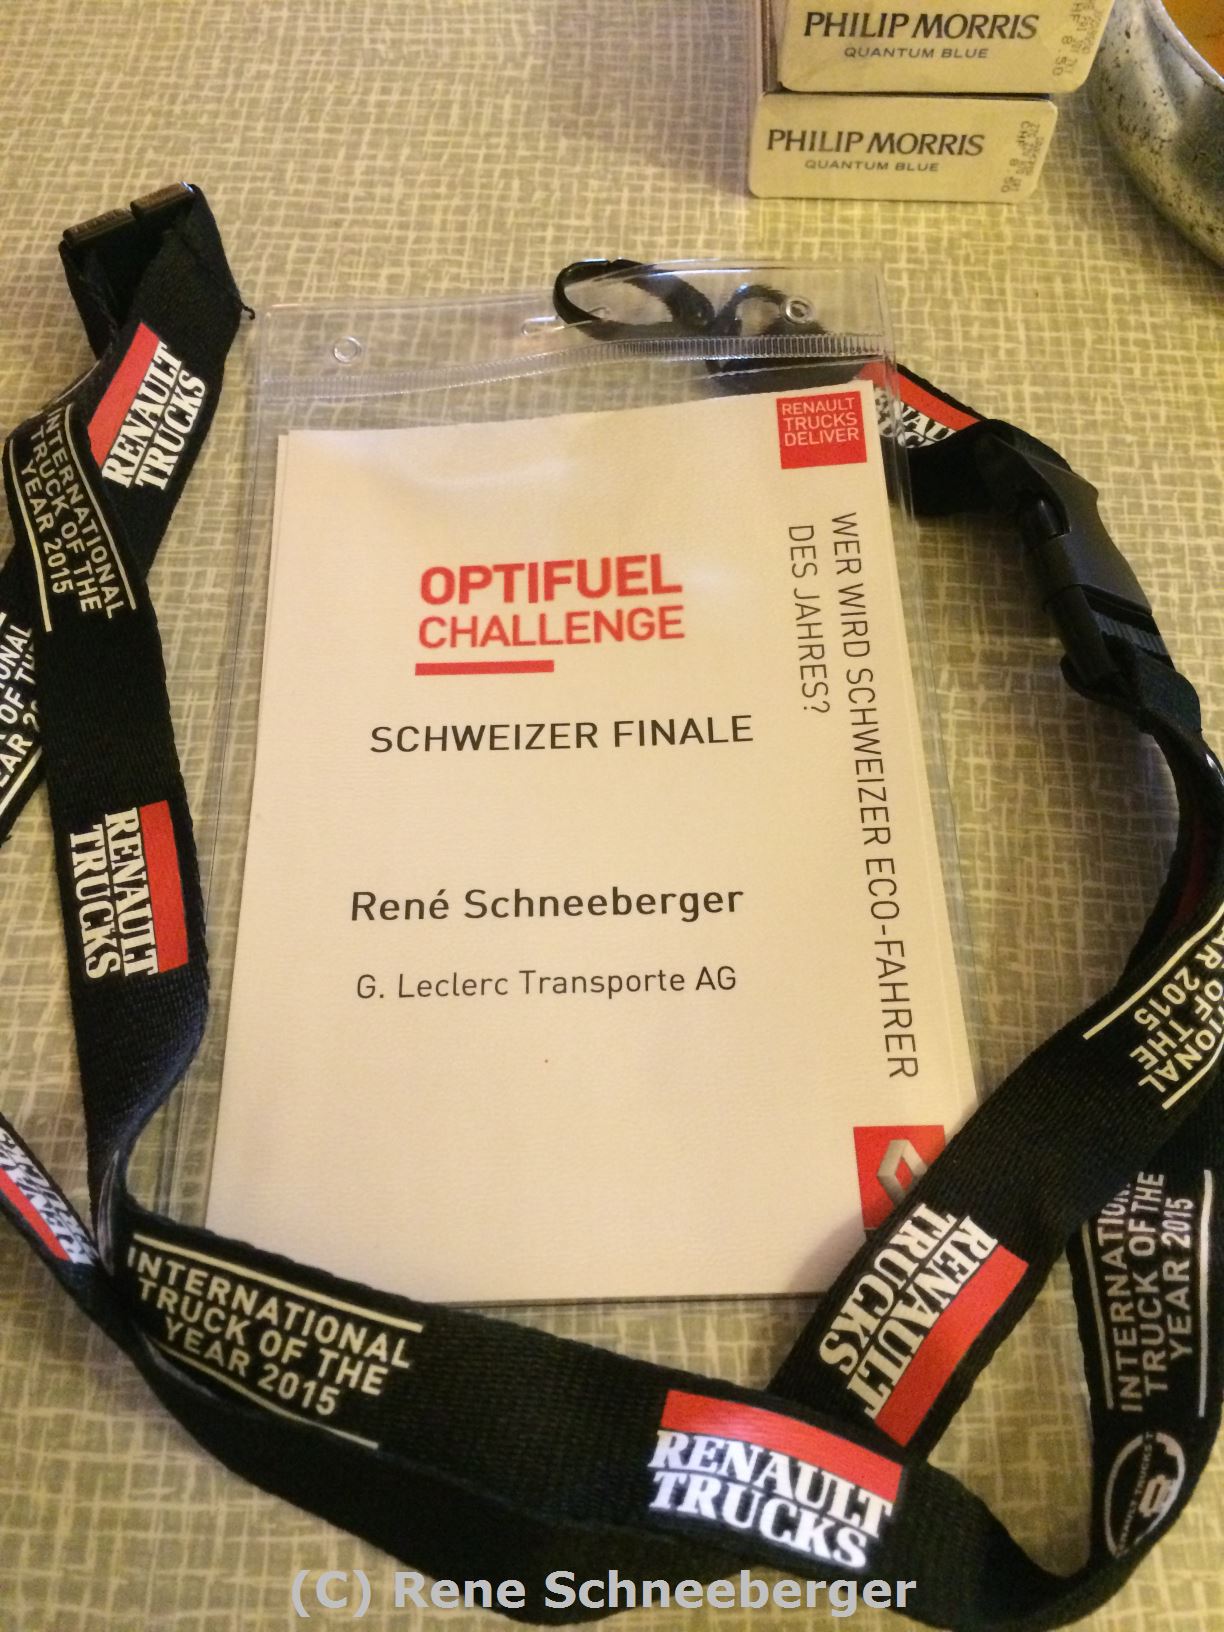 PHILIP MORRIS
QUANTUM BLUE
PHILIP MORRIS
QUANTUM BLUE
RENAULT
TRUCKS
DELIVER
OPTIFUEL
CHALLENGE
SCHWEIZER FINALE
René Schneeberger
G. Leclerc Transporte AG
WER WIRD SCHWEIZER ECO-FAHRER
DES JAHRES?
RENAULT
TRUCKS
INTERNATIONAL
TRUCK OF THE
YEAR 2015
RENAULT
TRUCKS
INTERNATIONAL
TRUCK OF THE
YEAR 2015
RENAULT
TRUCKS
RENAULT
TRUCKS
INTERNATIONAL
TRUCK OF THE
YEAR 2015
(C) Rene Schneeberger